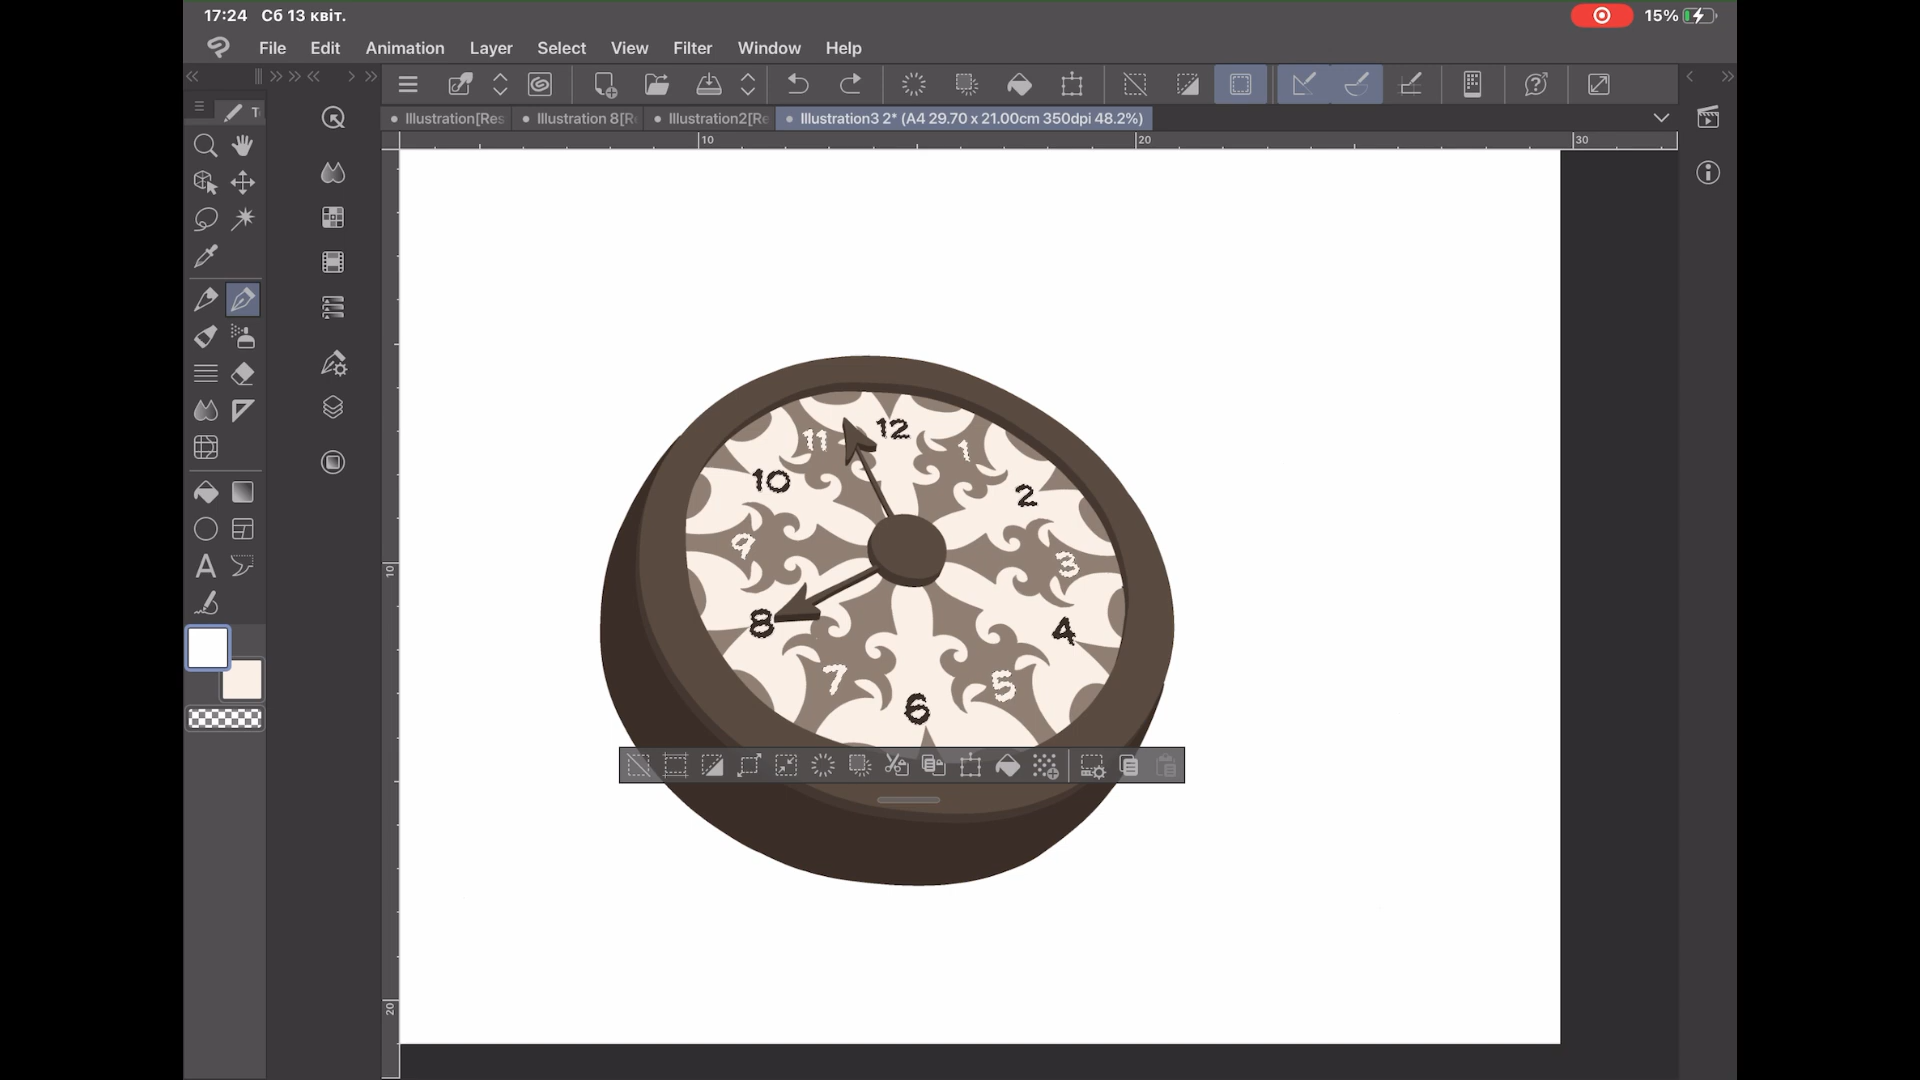 17:24 Сб 13 квіт.
15%
File Edit Animation Layer Select View Filter Window Help
Illustration[Res Illustration 8[R Illustration2[Re Illustration3 2* (A4 29.70 x 21.00cm 350dpi 48.2%)
10 20 30
10
20
12
11 1
10 2
9 3
8 4
7 5
6